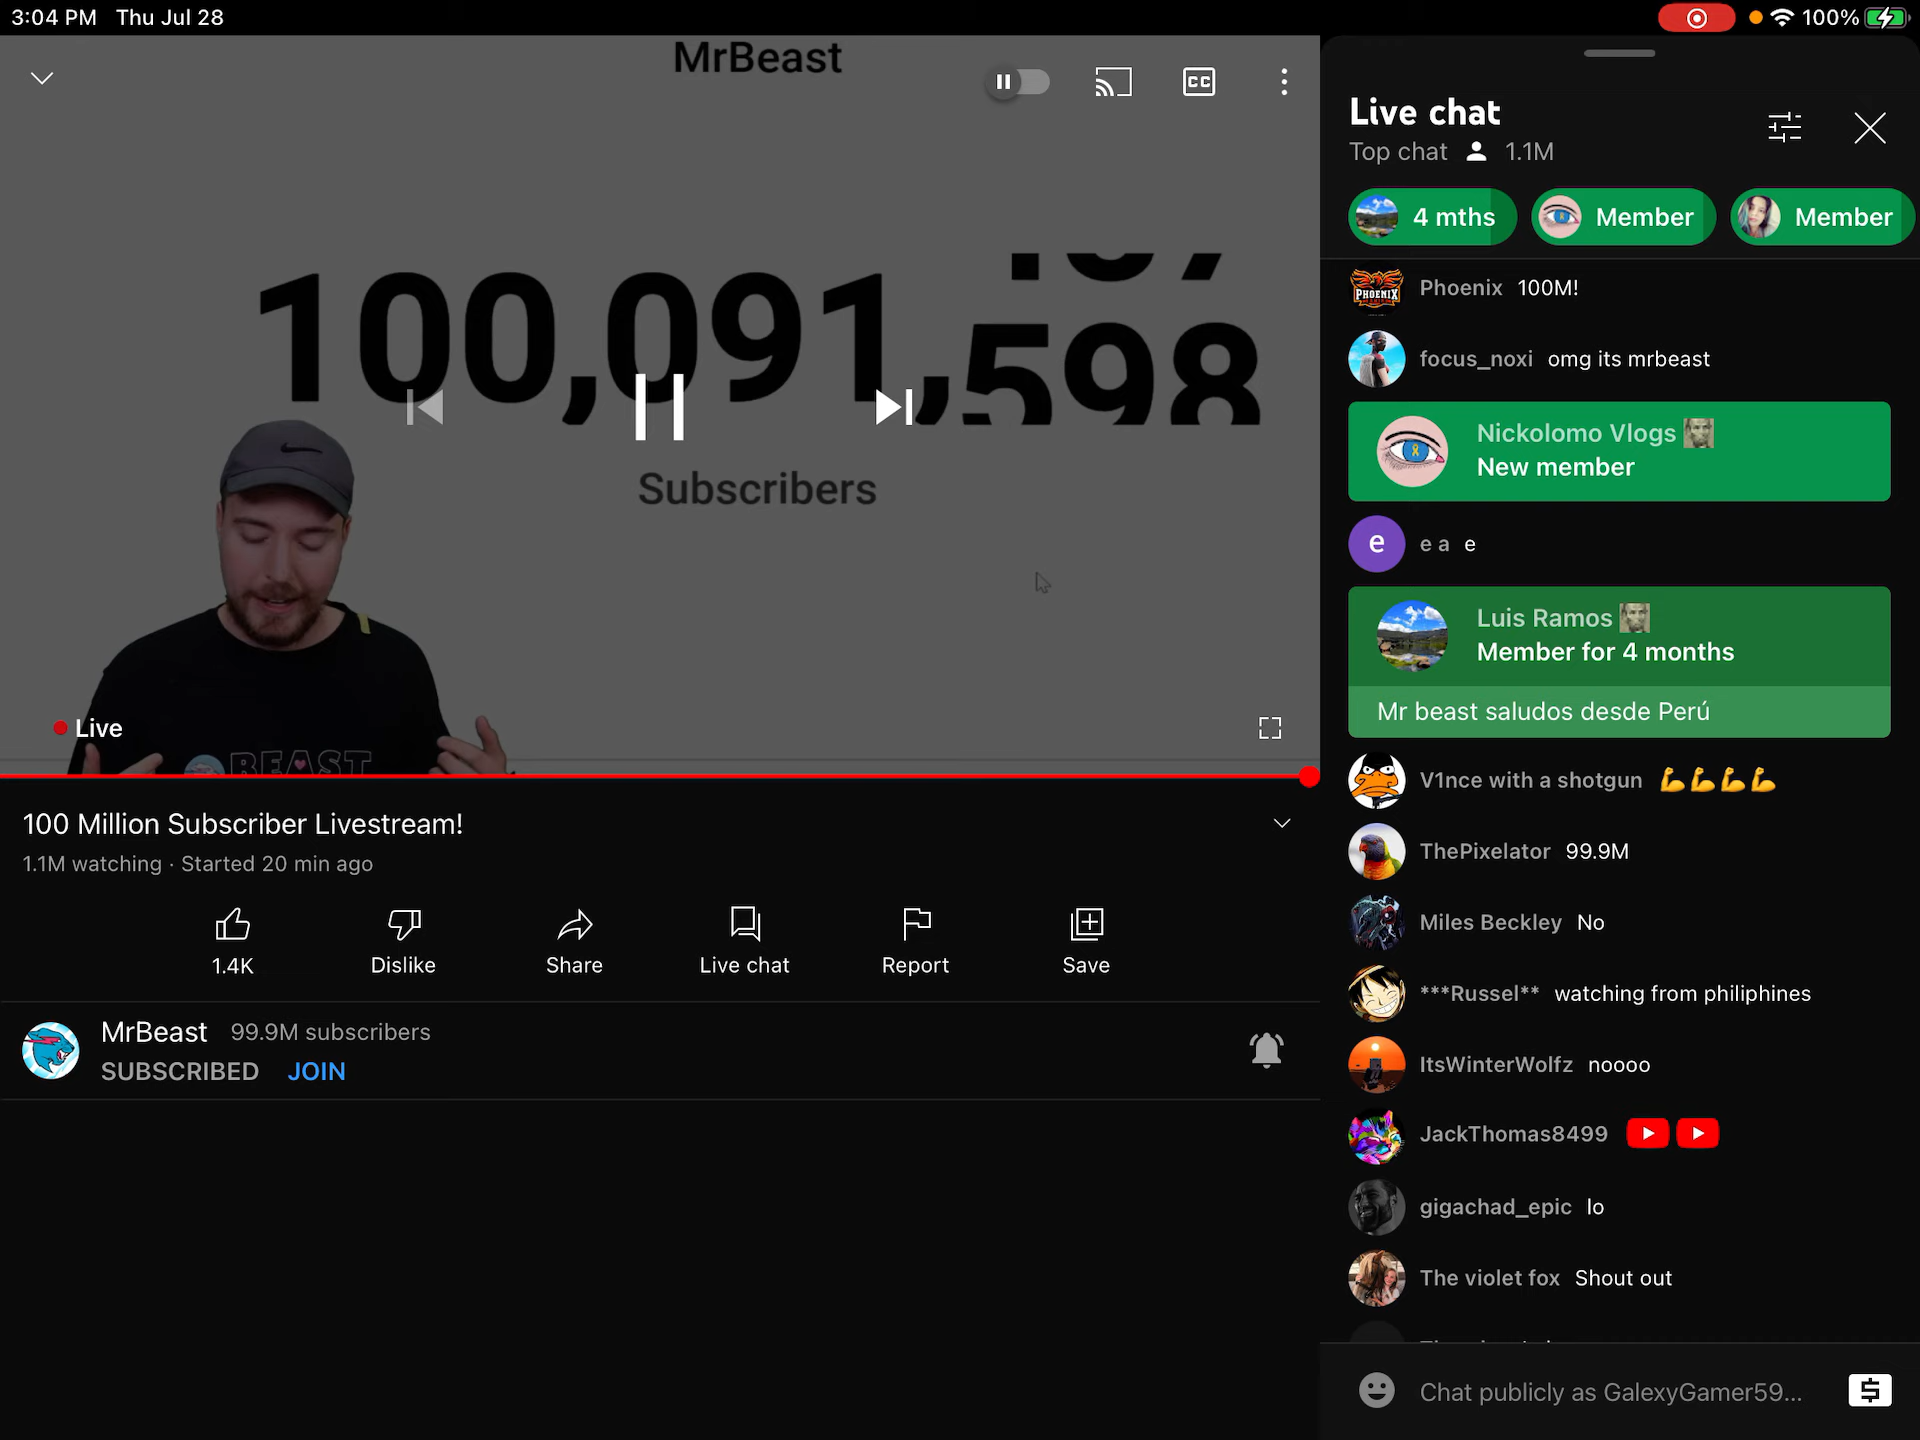 3:04 PM Thu Jul 28
100%
MrBeast
CC
100,091,598
Subscribers
BEAST
Live
100 Million Subscriber Livestream!
1.1M watching · Started 20 min ago
1.4K
Dislike
Share
Live chat
Report
Save
MrBeast 99.9M subscribers
SUBSCRIBED JOIN
Live chat
Top chat 1.1M
4 mths
Member
Member
PHOENIX
Phoenix 100M!
focus_noxi omg its mrbeast
Nickolomo Vlogs
New member
e
e a e
Luis Ramos
Member for 4 months
Mr beast saludos desde Perú
V1nce with a shotgun 💪💪💪💪
ThePixelator 99.9M
Miles Beckley No
***Russel** watching from philiphines
ItsWinterWolfz noooo
JackThomas8499
gigachad_epic lo
The violet fox Shout out
Chat publicly as GalexyGamer59...